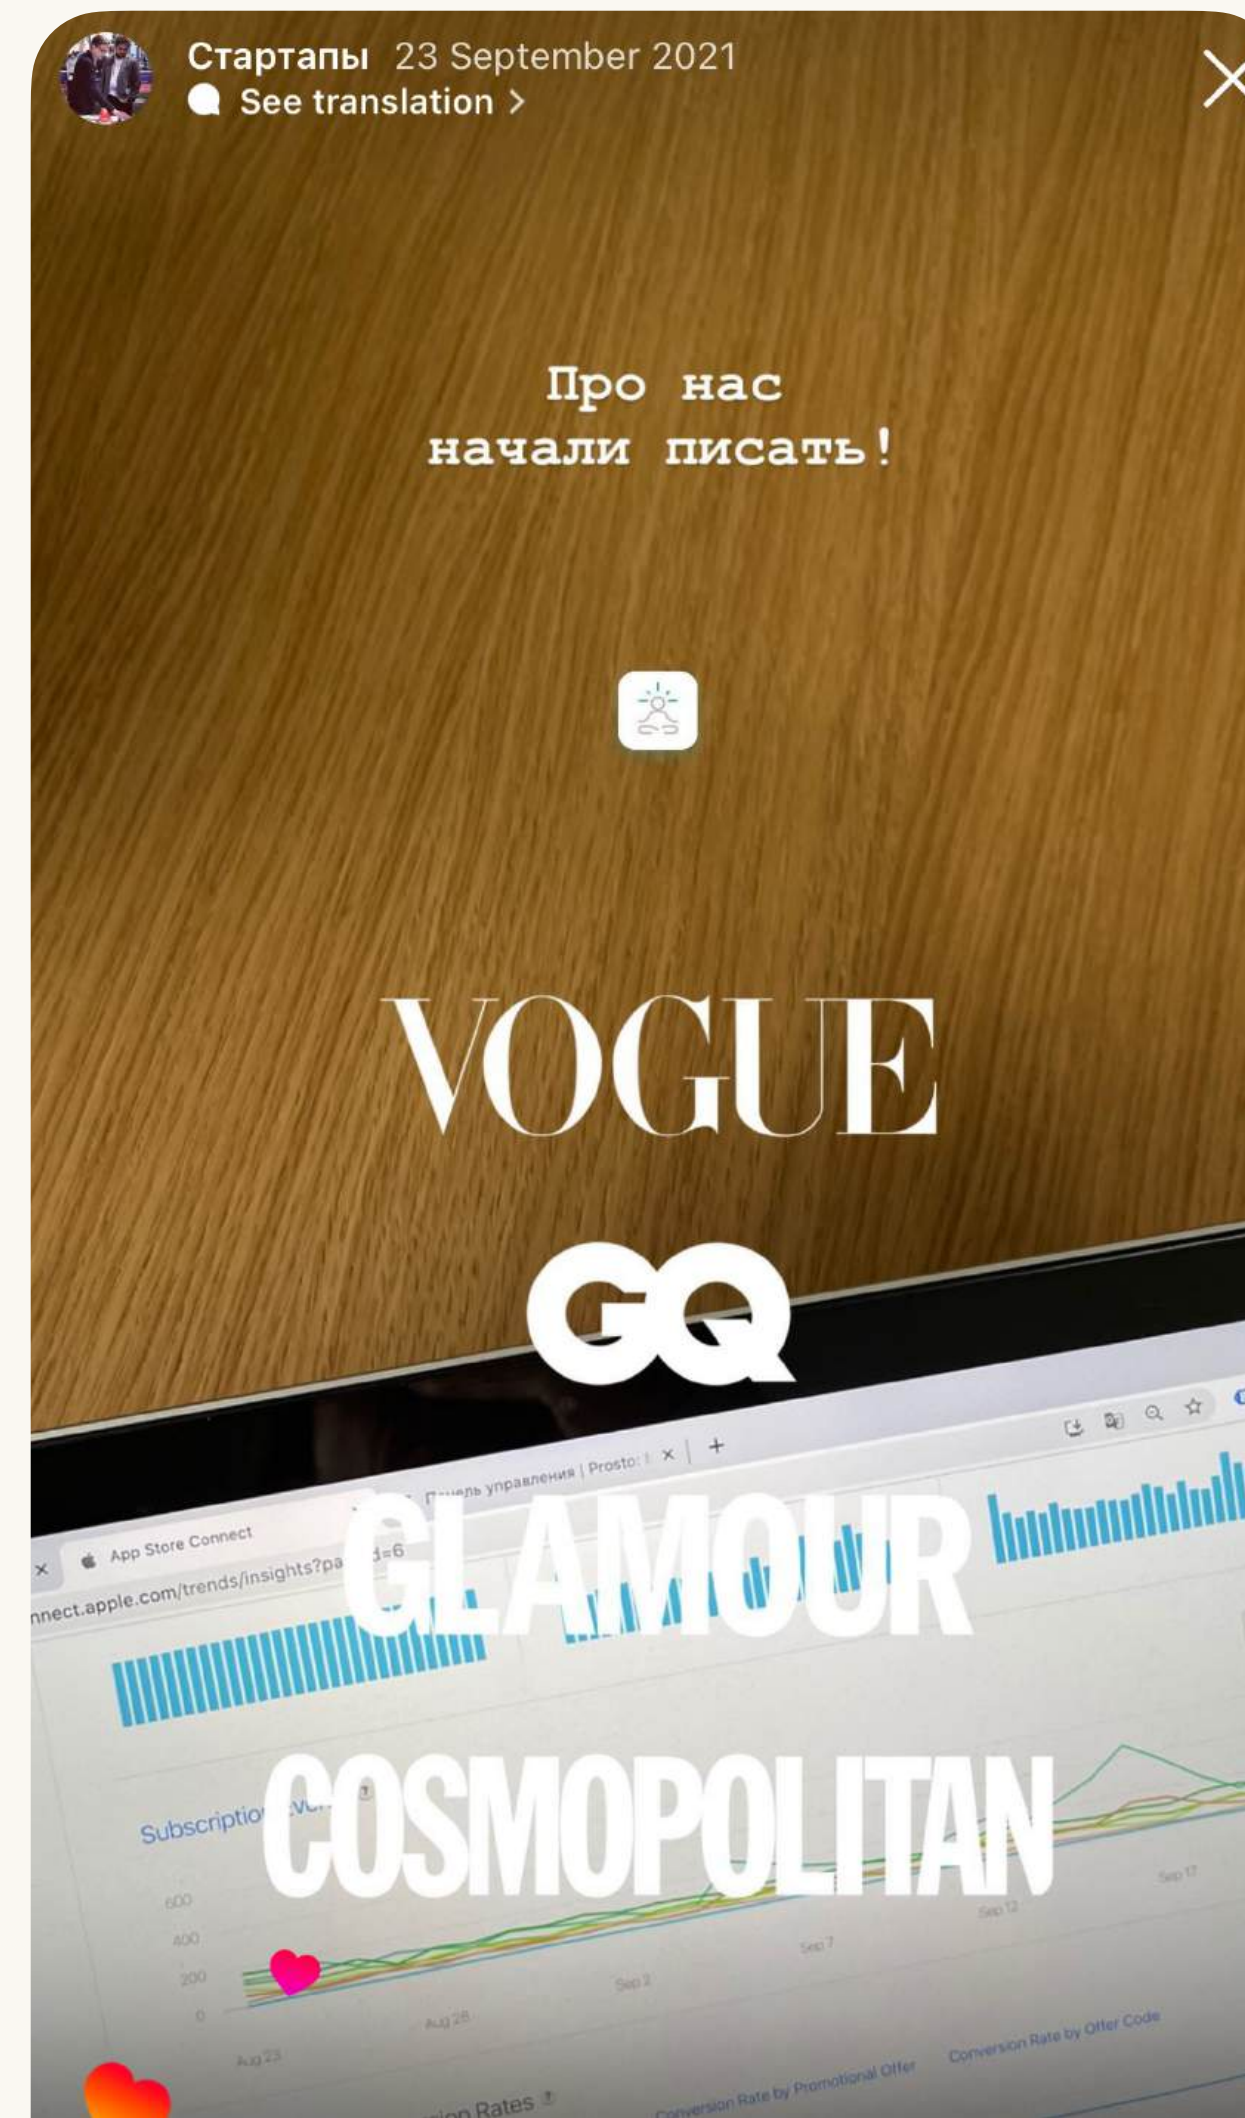 Стартапы 23 September 2021
See translation >
Про нас
начали писать!
VOGUE
GQ
управления | Prosto:
App Store Connect
nnect.apple.com/trends/insights?pa
d=6
GLAMOUR
COSMOPOLITAN
600
400
200
0
Aug 23
Aug 28
Sep 2
Sep 7
Sep 12
Sep 17
Rates ?
Conversion Rate by Promotional Offer
Conversion Rate by Offer Code